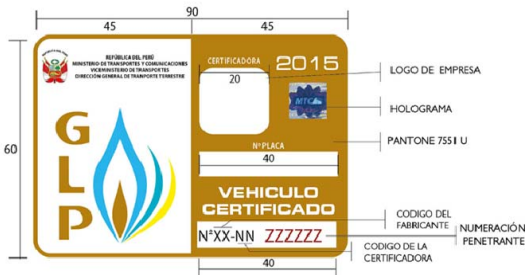 90
45
45
REPÚBLICA DEL PERÚ
MINISTERIO DE TRANSPORTES Y COMUNICACIONES
VICEMINISTERIO DE TRANSPORTES
DIRECCIÓN GENERAL DE TRANPORTE TERRESTRE
CERTIFICADORA
2015
20
LOGO DE EMPRESA
MTC
HOLOGRAMA
G
L
P
60
Nº PLACA
PANTONE 7551 U
40
VEHICULO
CERTIFICADO
CODIGO DEL
FABRICANTE
NºXX-NN ZZZZZZ
NUMERACIÓN
PENETRANTE
CODIGO DE LA
CERTIFICADORA
40